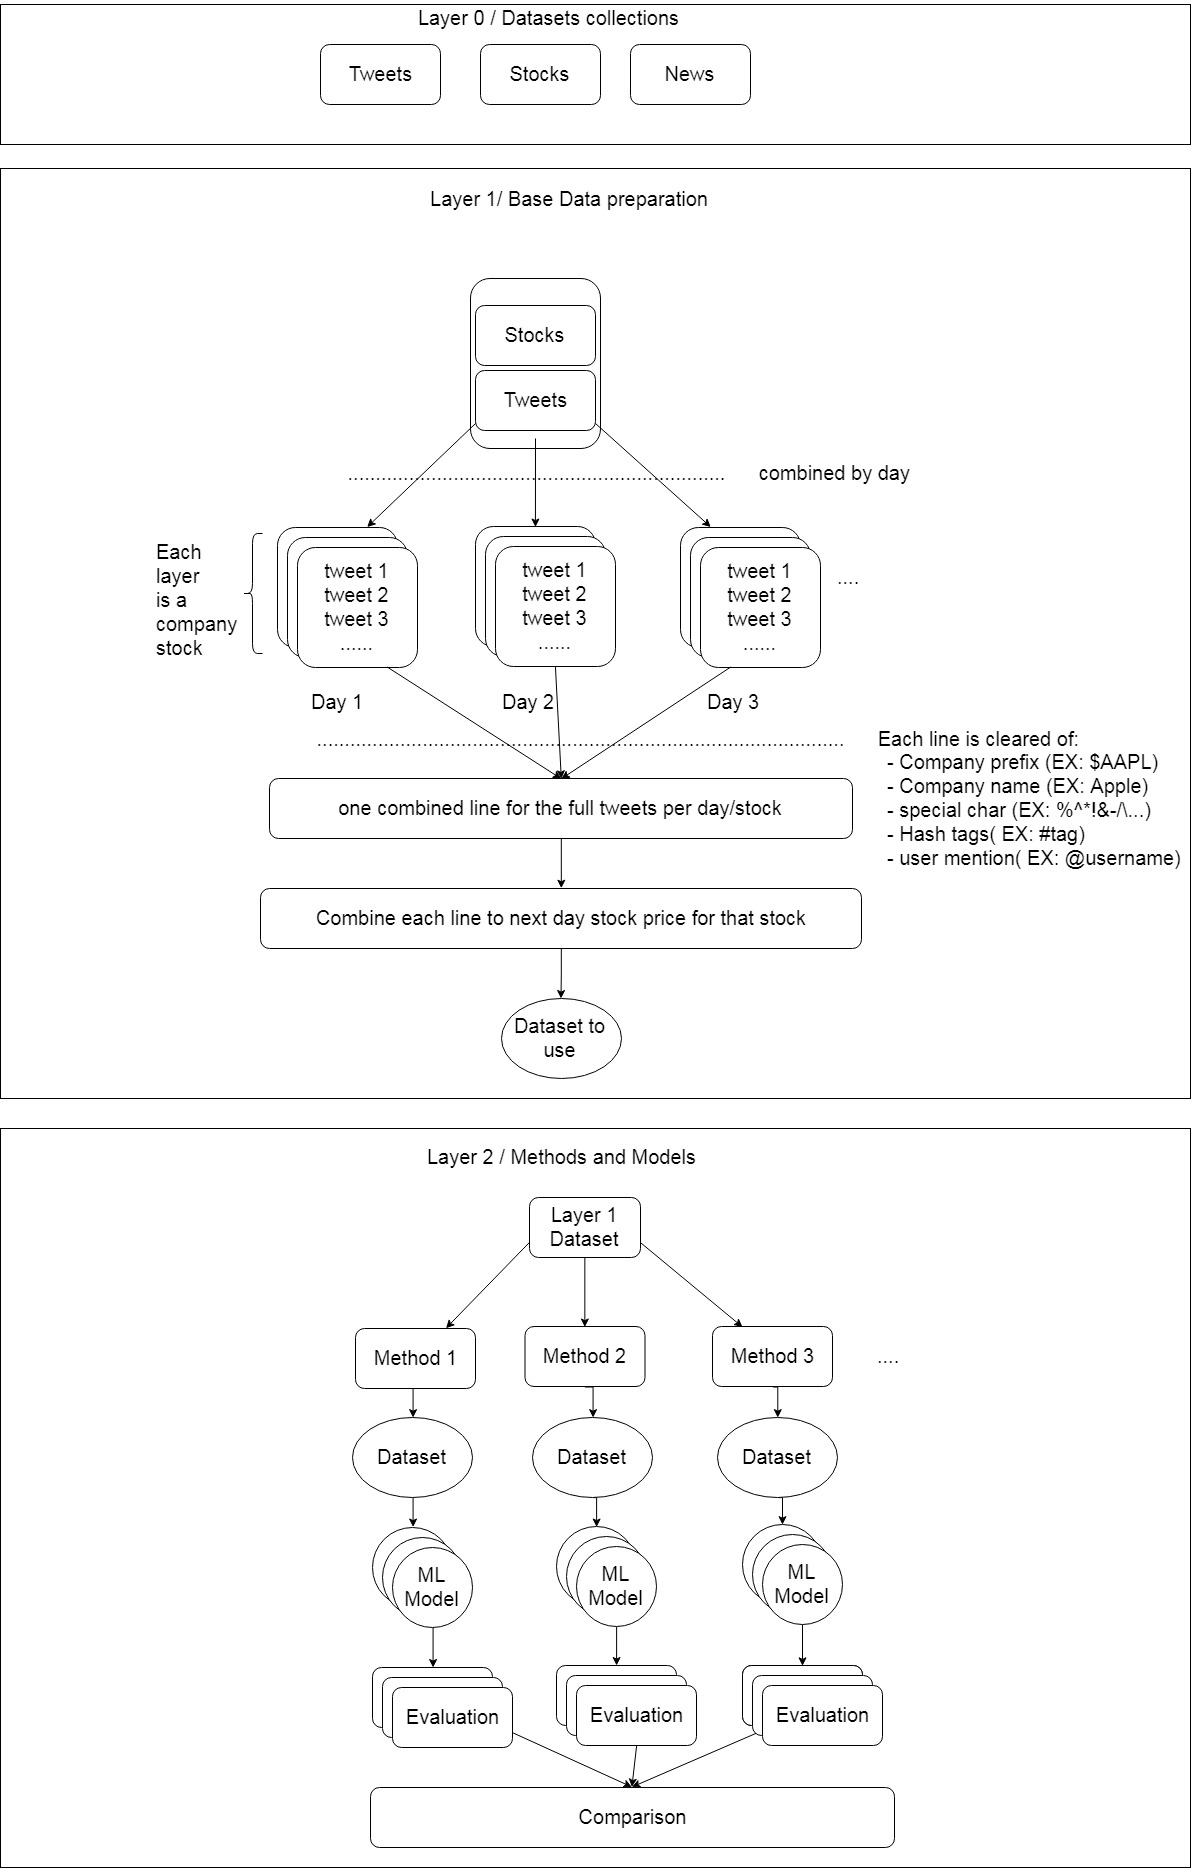 Layer 0 / Datasets collections
Tweets
Stocks
News
Layer 1/ Base Data preparation
Stocks
Tweets
combined by day
Each
layer
is a
company
stock
tweet 1
tweet 2
tweet 3
......
tweet 1
tweet 2
tweet 3
......
tweet 1
tweet 2
tweet 3
......
....
Day 1
Day 2
Day 3
Each line is cleared of:
- Company prefix (EX: $AAPL)
- Company name (EX: Apple)
- special char (EX: %^*!&-/\...)
- Hash tags( EX: #tag)
- user mention( EX: @username)
one combined line for the full tweets per day/stock
Combine each line to next day stock price for that stock
Dataset to
use
Layer 2 / Methods and Models
Layer 1
Dataset
Method 1
Method 2
Method 3
....
Dataset
Dataset
Dataset
ML
Model
ML
Model
ML
Model
Evaluation
Evaluation
Evaluation
Comparison